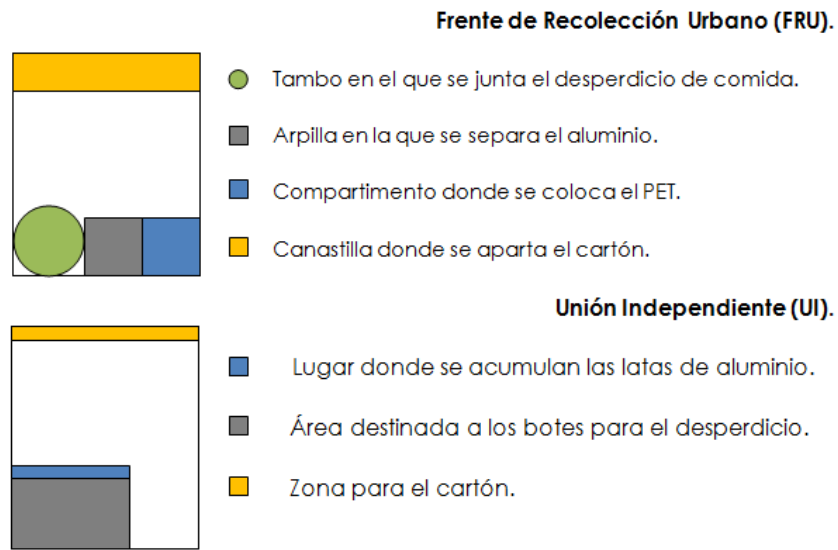 Frente de Recolección Urbano (FRU).
Tambo en el que se junta el desperdicio de comida.
Arpilla en la que se separa el aluminio.
Compartimento donde se coloca el PET.
Canastilla donde se aparta el cartón.
Unión Independiente (UI).
Lugar donde se acumulan las latas de aluminio.
Área destinada a los botes para el desperdicio.
Zona para el cartón.